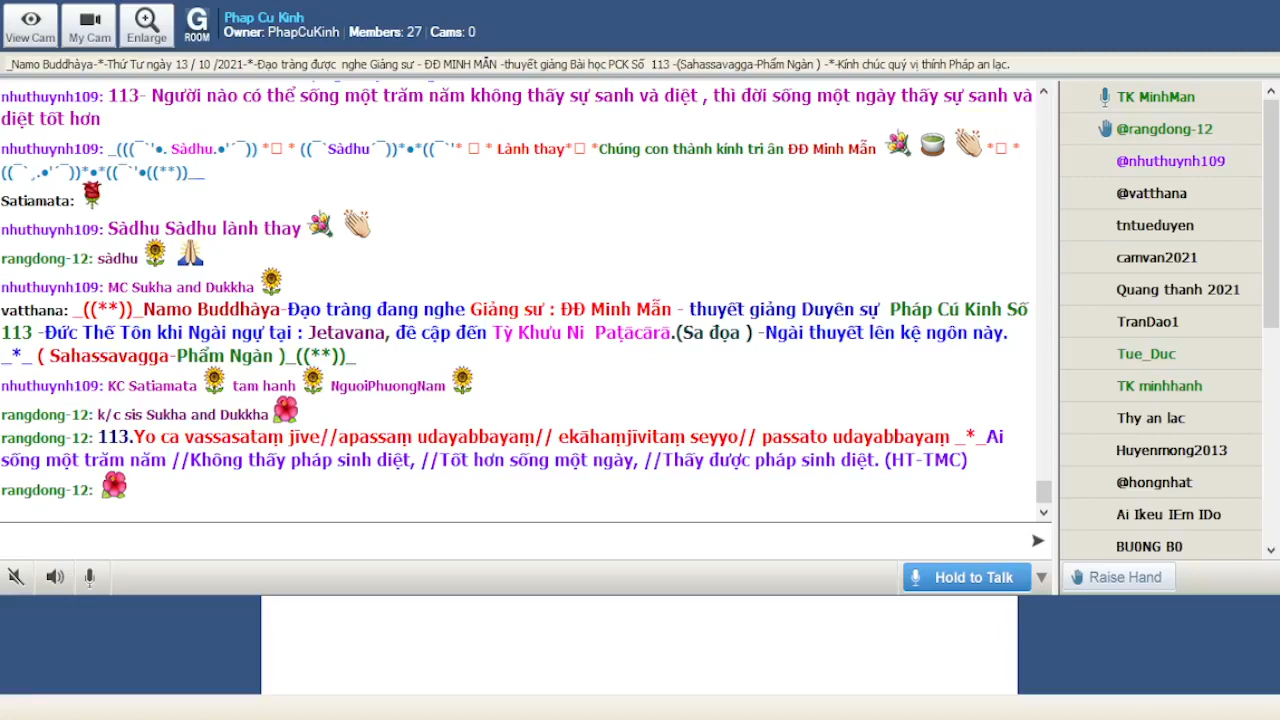 View Cam
My Cam
Enlarge
G
ROOM
Phap Cu Kinh
Owner: PhapCuKinh | Members: 27 | Cams: 0
_Namo Buddhàya-*-Thứ Tư ngày 13 / 10 /2021-*-Đạo tràng được nghe Giảng sư - ĐĐ MINH MẪN -thuyết giảng Bài học PCK Số 113 -(Sahassavagga-Phẩm Ngàn ) -*-Kính chúc quý vị thính Pháp an lạc.
nhuthuynh109: 113- Người nào có thể sống một trăm năm không thấy sự sanh và diệt , thì đời sống một ngày thấy sự sanh và
diệt tốt hơn
nhuthuynh109: _(((¯`'•. Sàdhu.•'´¯)) *□ * ((¯`Sàdhu´¯))*•*((¯`'* □ * Lành thay*□ *Chúng con thành kính tri ân ĐĐ Minh Mẫn *□ *
((¯`¸.•'´¯))*•*((¯`'•((**))__
Satiamata:
nhuthuynh109: Sàdhu Sàdhu lành thay
rangdong-12: sàdhu
nhuthuynh109: MC Sukha and Dukkha
vatthana: _((**))_Namo Buddhàya-Đạo tràng đang nghe Giảng sư : ĐĐ Minh Mẫn - thuyết giảng Duyên sự Pháp Cú Kinh Số
113 -Đức Thế Tôn khi Ngài ngự tại : Jetavana, đề cập đến Tỳ Khưu Ni Paṭācārā.(Sa đọa ) -Ngài thuyết lên kệ ngôn này.
_*_ ( Sahassavagga-Phẩm Ngàn )_((**))_
nhuthuynh109: KC Satiamata tam hanh NguoiPhuongNam
rangdong-12: k/c sis Sukha and Dukkha
rangdong-12: 113.Yo ca vassasataṃ jīve//apassaṃ udayabbayaṃ// ekāhaṃjīvitaṃ seyyo// passato udayabbayaṃ _*_Ai
sống một trăm năm //Không thấy pháp sinh diệt, //Tốt hơn sống một ngày, //Thấy được pháp sinh diệt. (HT-TMC)
rangdong-12:
Hold to Talk
TK MinhMan
@rangdong-12
@nhuthuynh109
@vatthana
tntueduyen
camvan2021
Quang thanh 2021
TranDao1
Tue_Duc
TK minhhanh
Thy an lac
Huyenmong2013
@hongnhat
Ai Ikeu IEm IDo
BU0NG B0
Raise Hand